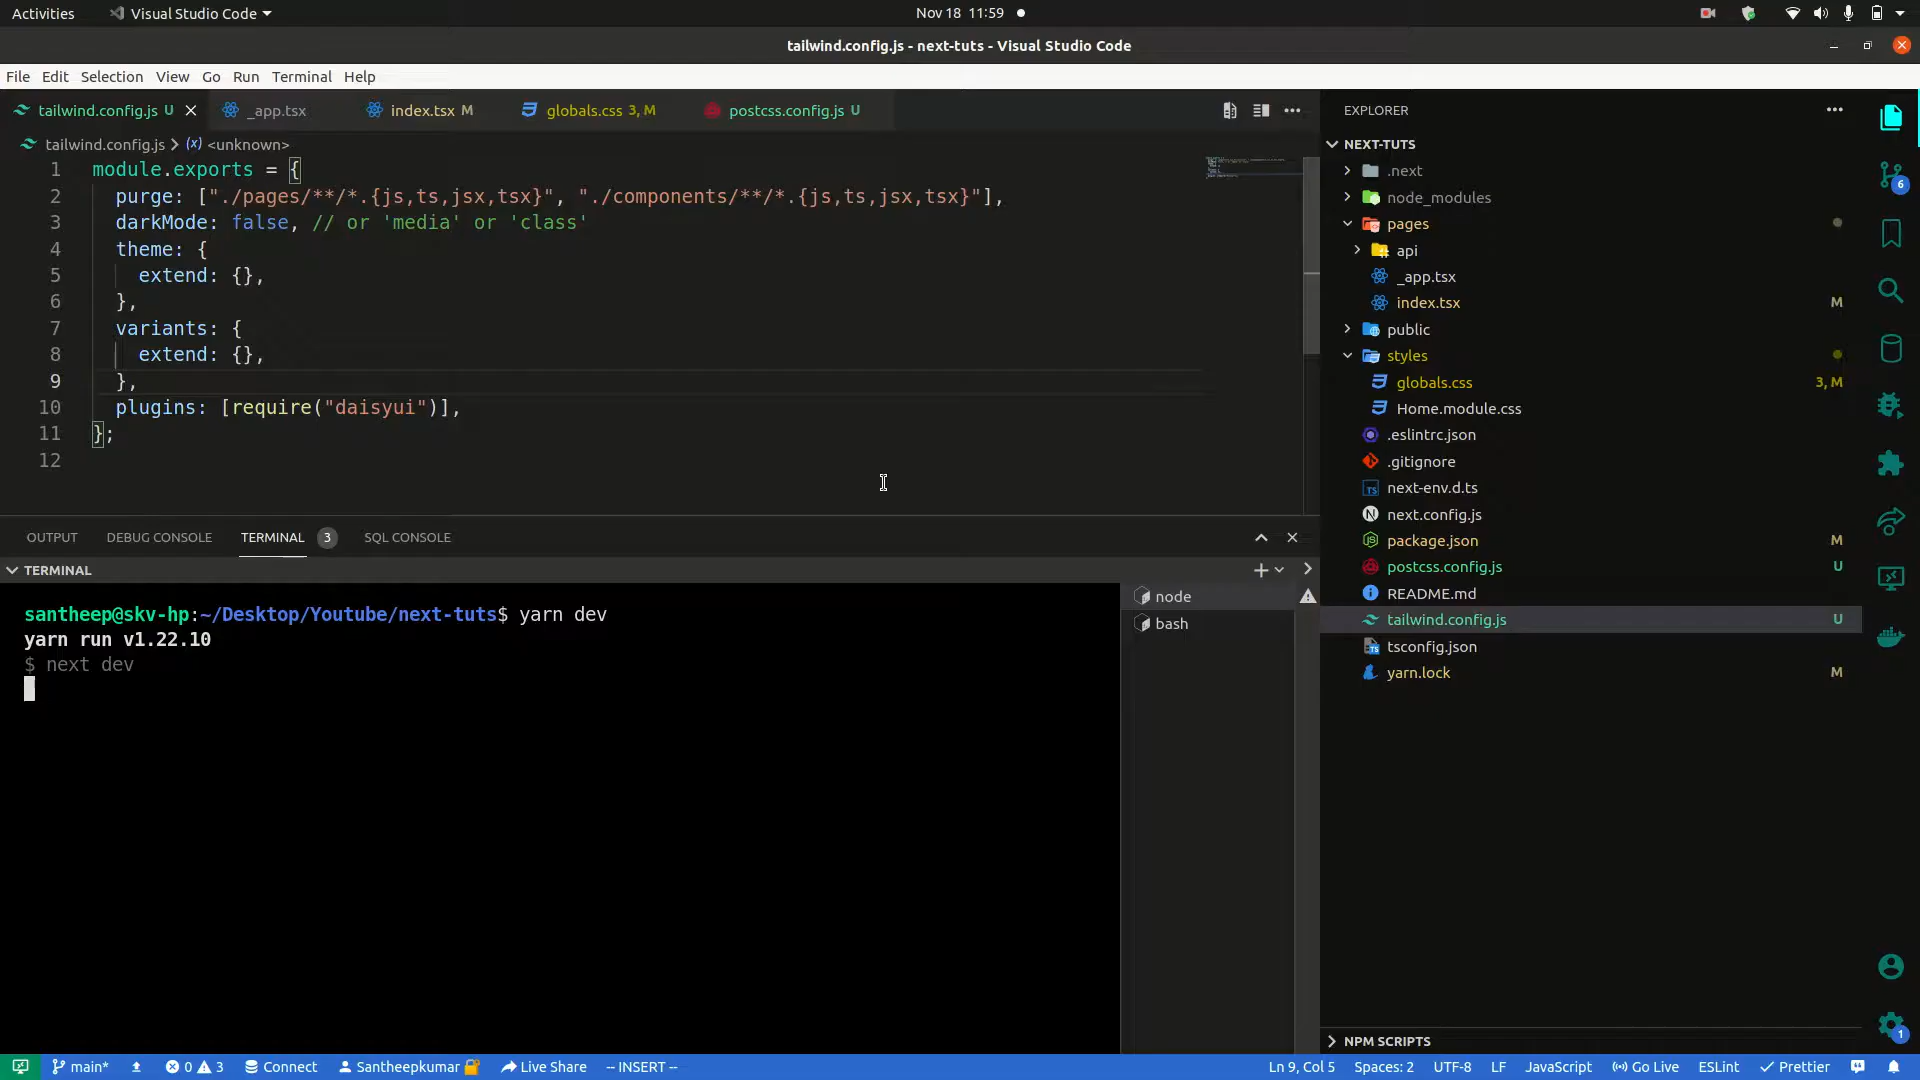 Activities Visual Studio Code Nov 18 11:59
tailwind.config.js - next-tuts - Visual Studio Code
File Edit Selection View Go Run Terminal Help
tailwind.config.js U _app.tsx index.tsx M globals.css 3, M postcss.config.js U
tailwind.config.js > <unknown>
1 module.exports = {
2 purge: ["./pages/**/*.{js,ts,jsx,tsx}", "./components/**/*.{js,ts,jsx,tsx}"],
3 darkMode: false, // or 'media' or 'class'
4 theme: {
5 extend: {},
6 },
7 variants: {
8 extend: {},
9 },
10 plugins: [require("daisyui")],
11 };
12
OUTPUT DEBUG CONSOLE TERMINAL 3 SQL CONSOLE
TERMINAL
santheep@skv-hp:~/Desktop/Youtube/next-tuts$ yarn dev
yarn run v1.22.10
$ next dev
node
bash
EXPLORER
NEXT-TUTS
.next
node_modules
pages
api
_app.tsx
index.tsx M
public
styles
globals.css 3, M
Home.module.css
.eslintrc.json
.gitignore
next-env.d.ts
next.config.js
package.json M
postcss.config.js U
README.md
tailwind.config.js U
tsconfig.json
yarn.lock M
NPM SCRIPTS
6
1
main* 0 3 Connect Santheepkumar Live Share -- INSERT -- Ln 9, Col 5 Spaces: 2 UTF-8 LF JavaScript Go Live ESLint Prettier